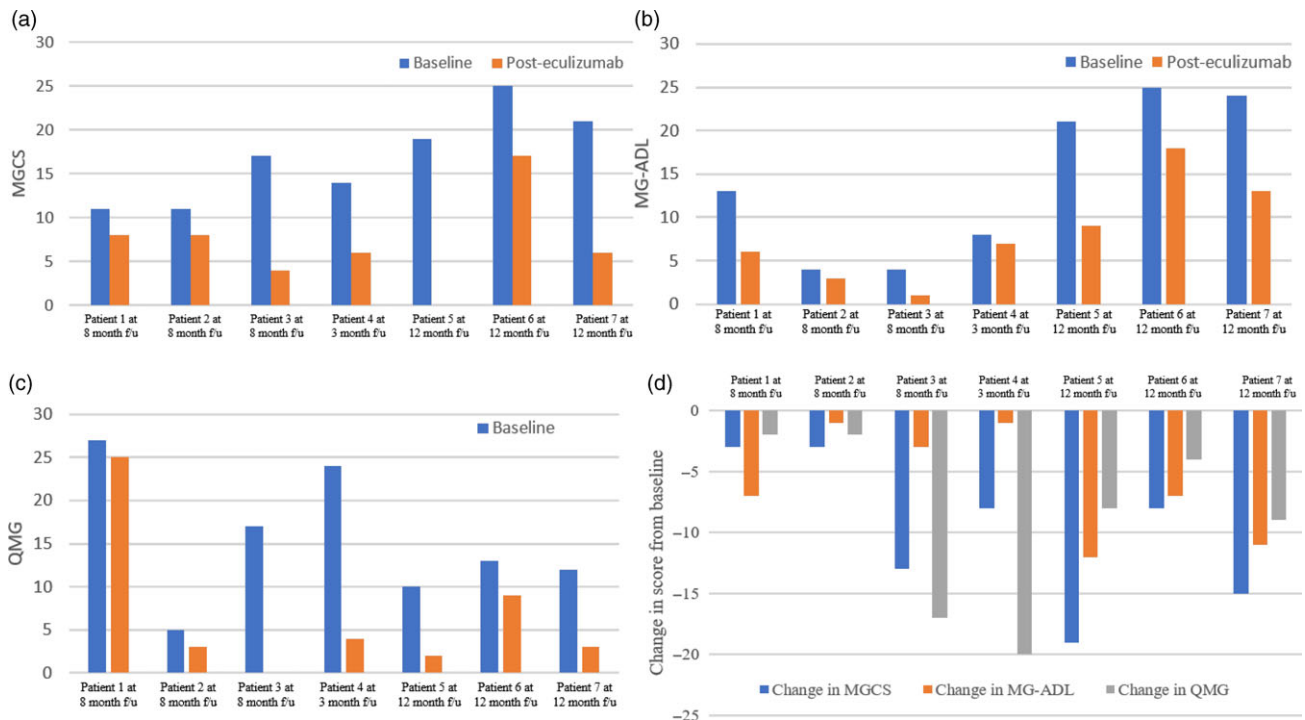 (a)
30
25
20
15
10
5
0
MGCS
Baseline Post-eculizumab
Patient 1 at Patient 2 at Patient 3 at Patient 4 at Patient 5 at Patient 6 at Patient 7 at
8 month f/u 8 month f/u 8 month f/u 3 month f/u 12 month f/u 12 month f/u 12 month f/u
(b)
30
25
20
15
10
5
0
MG-ADL
Baseline Post-eculizumab
Patient 1 at Patient 2 at Patient 3 at Patient 4 at Patient 5 at Patient 6 at Patient 7 at
8 month f/u 8 month f/u 8 month f/u 3 month f/u 12 month f/u 12 month f/u 12 month f/u
(c)
30
25
20
15
10
5
0
QMG
Baseline
Patient 1 at Patient 2 at Patient 3 at Patient 4 at Patient 5 at Patient 6 at Patient 7 at
8 month f/u 8 month f/u 8 month f/u 3 month f/u 12 month f/u 12 month f/u 12 month f/u
(d)
Patient 1 at Patient 2 at Patient 3 at Patient 4 at Patient 5 at Patient 6 at Patient 7 at
8 month f/u 8 month f/u 8 month f/u 3 month f/u 12 month f/u 12 month f/u 12 month f/u
0
−5
−10
−15
−20
−25
Change in score from baseline
Change in MGCS Change in MG-ADL Change in QMG